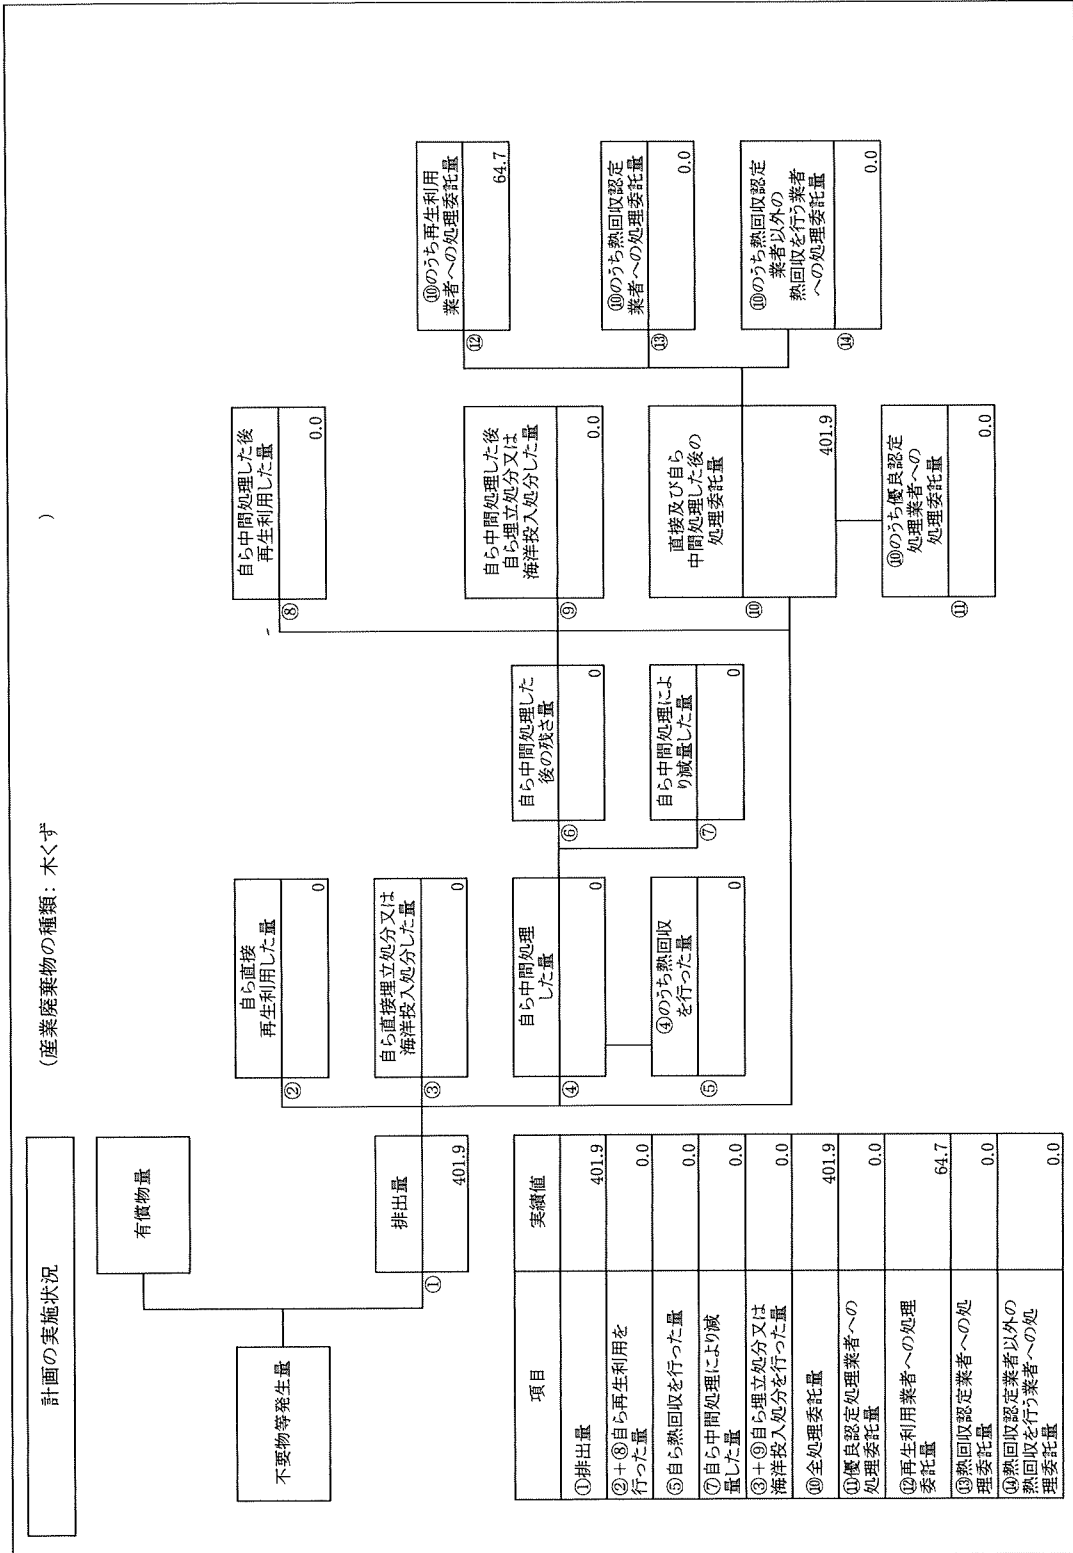 計画の実施状況
(産業廃棄物の種類：木くず　　　)
不要物等発生量
有償物量
排出量
①
401.9
自ら直接
再生利用した量
②
0
自ら直接埋立処分又は
海洋投入処分した量
③
0
自ら中間処理
した量
④
0
④のうち熱回収
を行った量
⑤
0
自ら中間処理した
後の残さ量
⑥
0
自ら中間処理によ
り減量した量
⑦
0
自ら中間処理した後
再生利用した量
⑧
0.0
自ら中間処理した後
自ら埋立処分又は
海洋投入処分した量
⑨
0.0
直接及び自ら
中間処理した後の
処理委託量
⑩
401.9
⑩のうち優良認定
処理業者への
処理委託量
⑪
0.0
⑩のうち再生利用
業者への処理委託量
⑫
64.7
⑩のうち熱回収認定
業者への処理委託量
⑬
0.0
⑩のうち熱回収認定
業者以外の
熱回収を行う業者
への処理委託量
⑭
0.0
項目 実績値
①排出量 401.9
②+⑧自ら再生利用を
行った量 0.0
⑤自ら熱回収を行った量 0.0
⑦自ら中間処理により減
量した量 0.0
③+⑨自ら埋立処分又は
海洋投入処分を行った量 0.0
⑩全処理委託量 401.9
⑪優良認定処理業者への
処理委託量 0.0
⑫再生利用業者への処理
委託量 64.7
⑬熱回収認定業者への処
理委託量 0.0
⑭熱回収認定業者以外の
熱回収を行う業者への処
理委託量 0.0